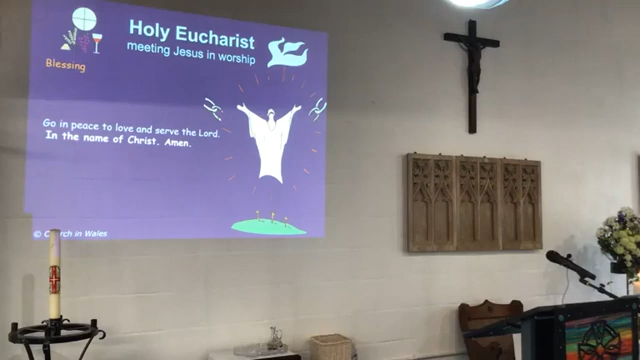 Holy Eucharist
meeting Jesus in worship
Blessing
Go in peace to love and serve the Lord.
In the name of Christ. Amen.
© Church in Wales